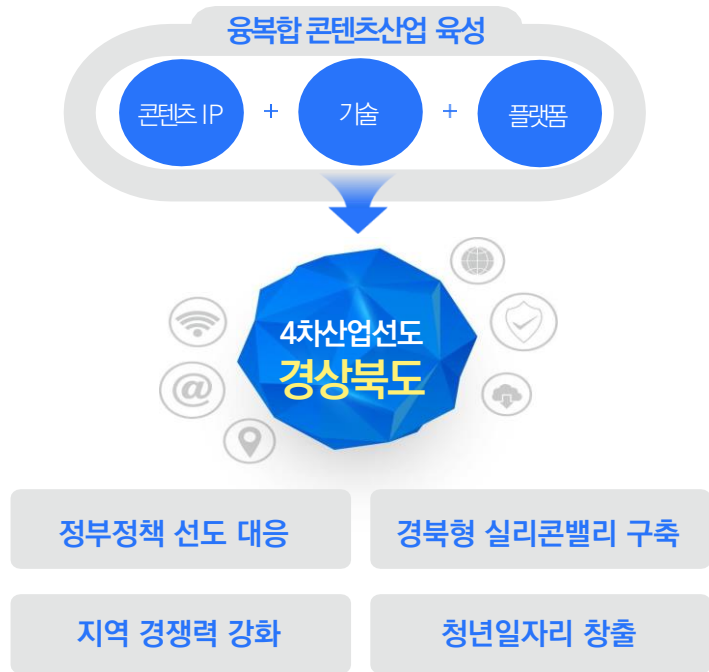 융복합 콘텐츠산업 육성
콘텐츠 IP + 기술 + 플랫폼
4차산업선도
경상북도
정부정책 선도 대응
경북형 실리콘밸리 구축
지역 경쟁력 강화
청년일자리 창출